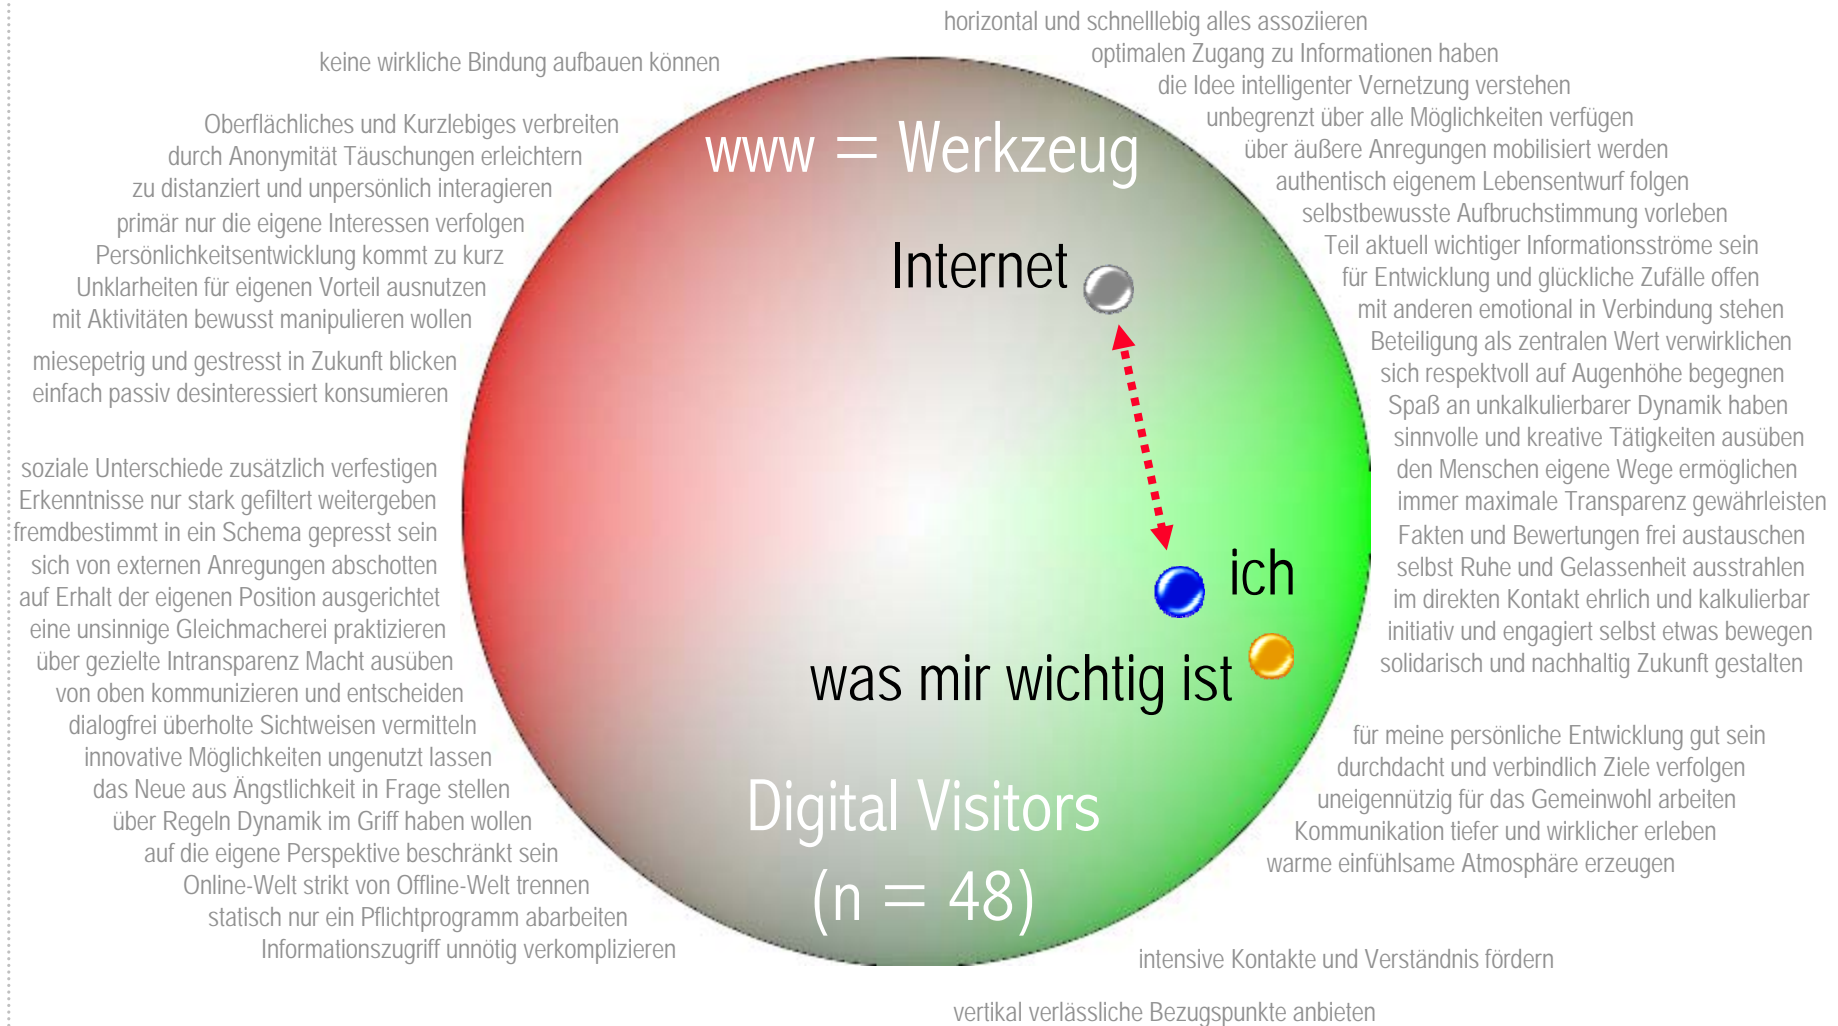 horizontal und schnelllebig alles assoziieren
optimalen Zugang zu Informationen haben
die Idee intelligenter Vernetzung verstehen
unbegrenzt über alle Möglichkeiten verfügen
über äußere Anregungen mobilisiert werden
authentisch eigenem Lebensentwurf folgen
selbstbewusste Aufbruchstimmung vorleben
Teil aktuell wichtiger Informationsströme sein
für Entwicklung und glückliche Zufälle offen
mit anderen emotional in Verbindung stehen
Beteiligung als zentralen Wert verwirklichen
sich respektvoll auf Augenhöhe begegnen
Spaß an unkalkulierbarer Dynamik haben
sinnvolle und kreative Tätigkeiten ausüben
den Menschen eigene Wege ermöglichen
immer maximale Transparenz gewährleisten
Fakten und Bewertungen frei austauschen
selbst Ruhe und Gelassenheit ausstrahlen
im direkten Kontakt ehrlich und kalkulierbar
initiativ und engagiert selbst etwas bewegen
solidarisch und nachhaltig Zukunft gestalten
für meine persönliche Entwicklung gut sein
durchdacht und verbindlich Ziele verfolgen
uneigennützig für das Gemeinwohl arbeiten
Kommunikation tiefer und wirklicher erleben
warme einfühlsame Atmosphäre erzeugen
intensive Kontakte und Verständnis fördern
vertikal verlässliche Bezugspunkte anbieten
keine wirkliche Bindung aufbauen können
Oberflächliches und Kurzlebiges verbreiten
durch Anonymität Täuschungen erleichtern
zu distanziert und unpersönlich interagieren
primär nur die eigene Interessen verfolgen
Persönlichkeitsentwicklung kommt zu kurz
Unklarheiten für eigenen Vorteil ausnutzen
mit Aktivitäten bewusst manipulieren wollen
miesepetrig und gestresst in Zukunft blicken
einfach passiv desinteressiert konsumieren
soziale Unterschiede zusätzlich verfestigen
Erkenntnisse nur stark gefiltert weitergeben
fremdbestimmt in ein Schema gepresst sein
sich von externen Anregungen abschotten
auf Erhalt der eigenen Position ausgerichtet
eine unsinnige Gleichmacherei praktizieren
über gezielte Intransparenz Macht ausüben
von oben kommunizieren und entscheiden
dialogfrei überholte Sichtweisen vermitteln
innovative Möglichkeiten ungenutzt lassen
das Neue aus Ängstlichkeit in Frage stellen
über Regeln Dynamik im Griff haben wollen
auf die eigene Perspektive beschränkt sein
Online-Welt strikt von Offline-Welt trennen
statisch nur ein Pflichtprogramm abarbeiten
Informationszugriff unnötig verkomplizieren
www = Werkzeug
Internet
ich
was mir wichtig ist
Digital Visitors
(n = 48)